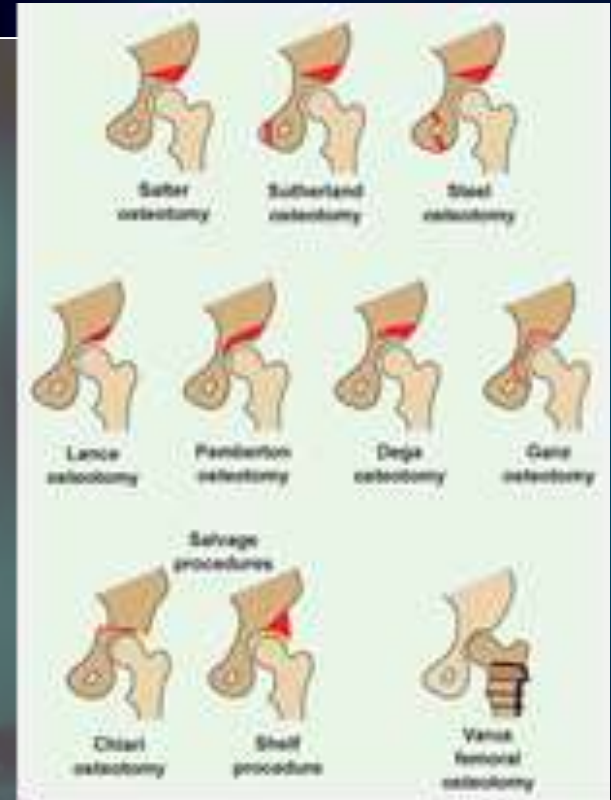 Salter
osteotomy
Sutherland
osteotomy
Steel
osteotomy
Lance
osteotomy
Pemberton
osteotomy
Dega
osteotomy
Ganz
osteotomy
Salvage
procedures
Chiari
osteotomy
Shelf
procedure
Varus
femoral
osteotomy